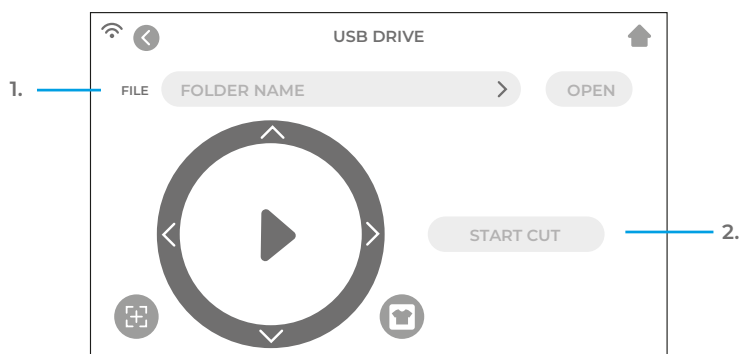 USB DRIVE
1. FILE FOLDER NAME OPEN
START CUT 2.